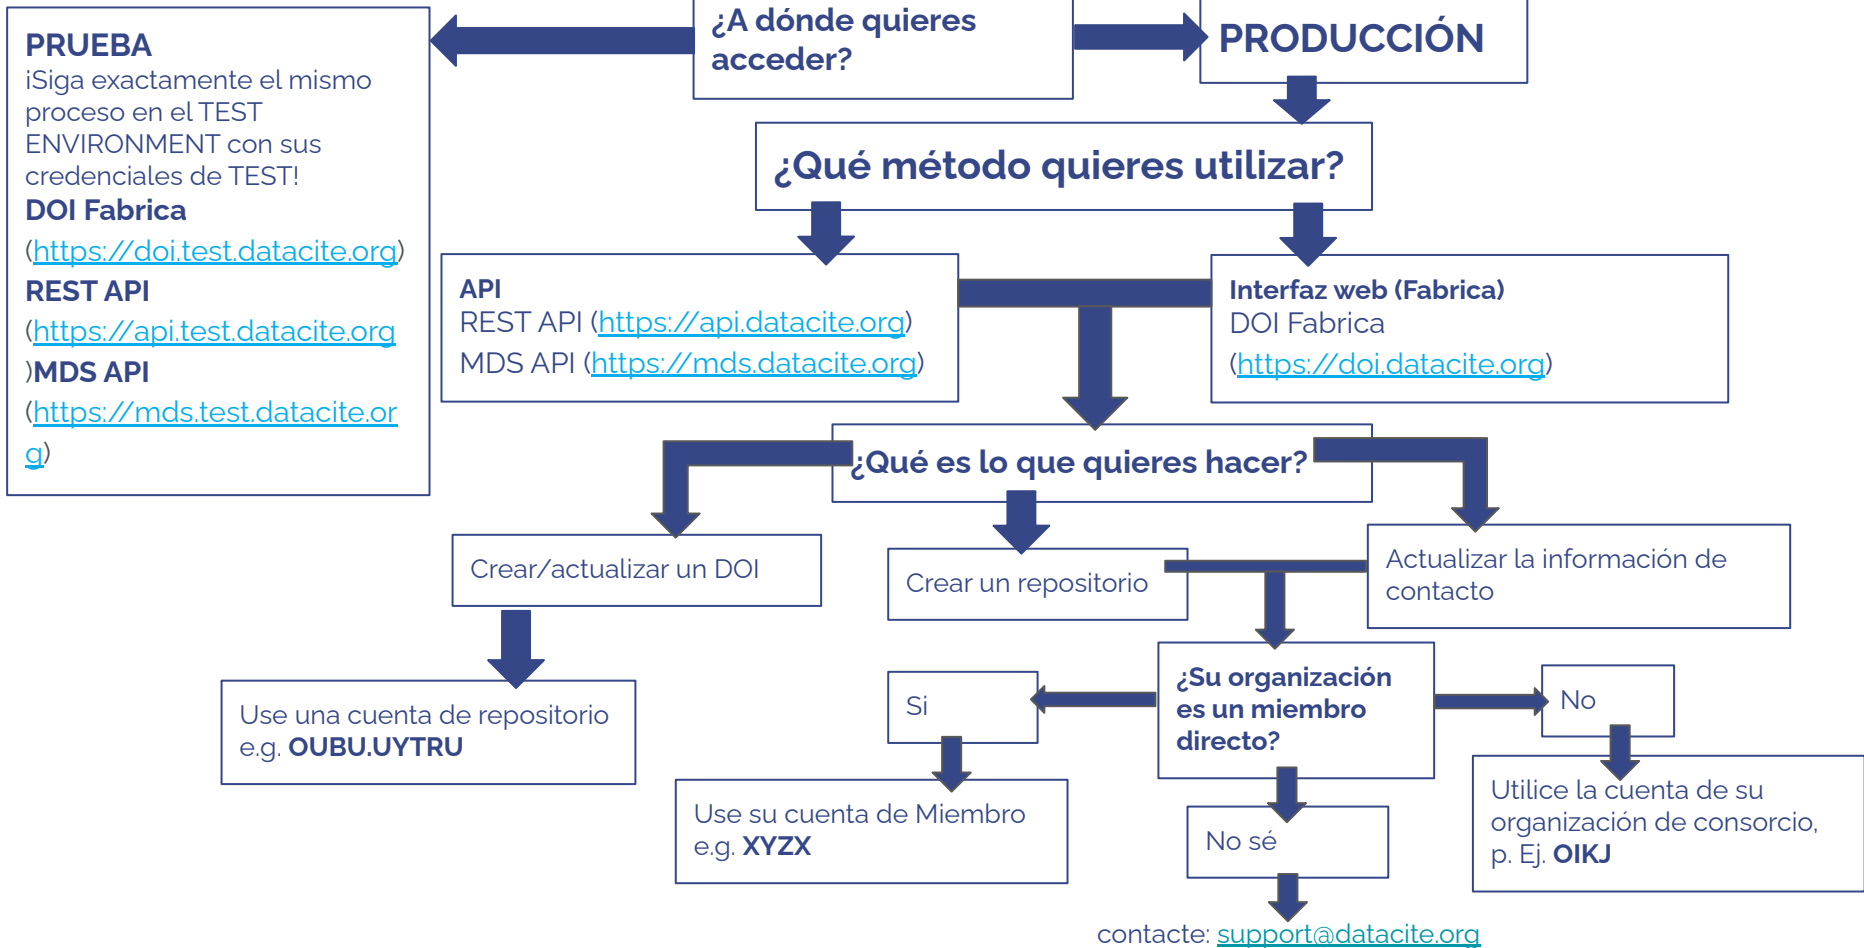 ¿A dónde quieres
acceder?
PRODUCCIÓN
PRUEBA
¡Siga exactamente el mismo
proceso en el TEST
ENVIRONMENT con sus
credenciales de TEST!
DOI Fabrica
(https://doi.test.datacite.org)
REST API
(https://api.test.datacite.org
)MDS API
(https://mds.test.datacite.or
g)
¿Qué método quieres utilizar?
API
REST API (https://api.datacite.org)
MDS API (https://mds.datacite.org)
Interfaz web (Fabrica)
DOI Fabrica
(https://doi.datacite.org)
¿Qué es lo que quieres hacer?
Crear/actualizar un DOI
Crear un repositorio
Actualizar la información de
contacto
Use una cuenta de repositorio
e.g. OUBU.UYTRU
Si
¿Su organización
es un miembro
directo?
No
Use su cuenta de Miembro
e.g. XYZX
No sé
Utilice la cuenta de su
organización de consorcio,
p. Ej. OIKJ
contacte: support@datacite.org